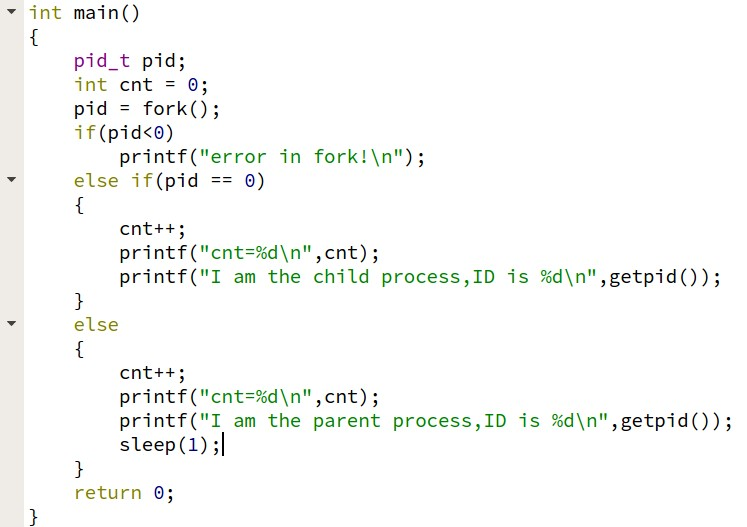 int main()
{
    pid_t pid;
    int cnt = 0;
    pid = fork();
    if(pid<0)
        printf("error in fork!\n");
    else if(pid == 0)
    {
        cnt++;
        printf("cnt=%d\n",cnt);
        printf("I am the child process,ID is %d\n",getpid());
    }
    else
    {
        cnt++;
        printf("cnt=%d\n",cnt);
        printf("I am the parent process,ID is %d\n",getpid());
        sleep(1);
    }
    return 0;
}